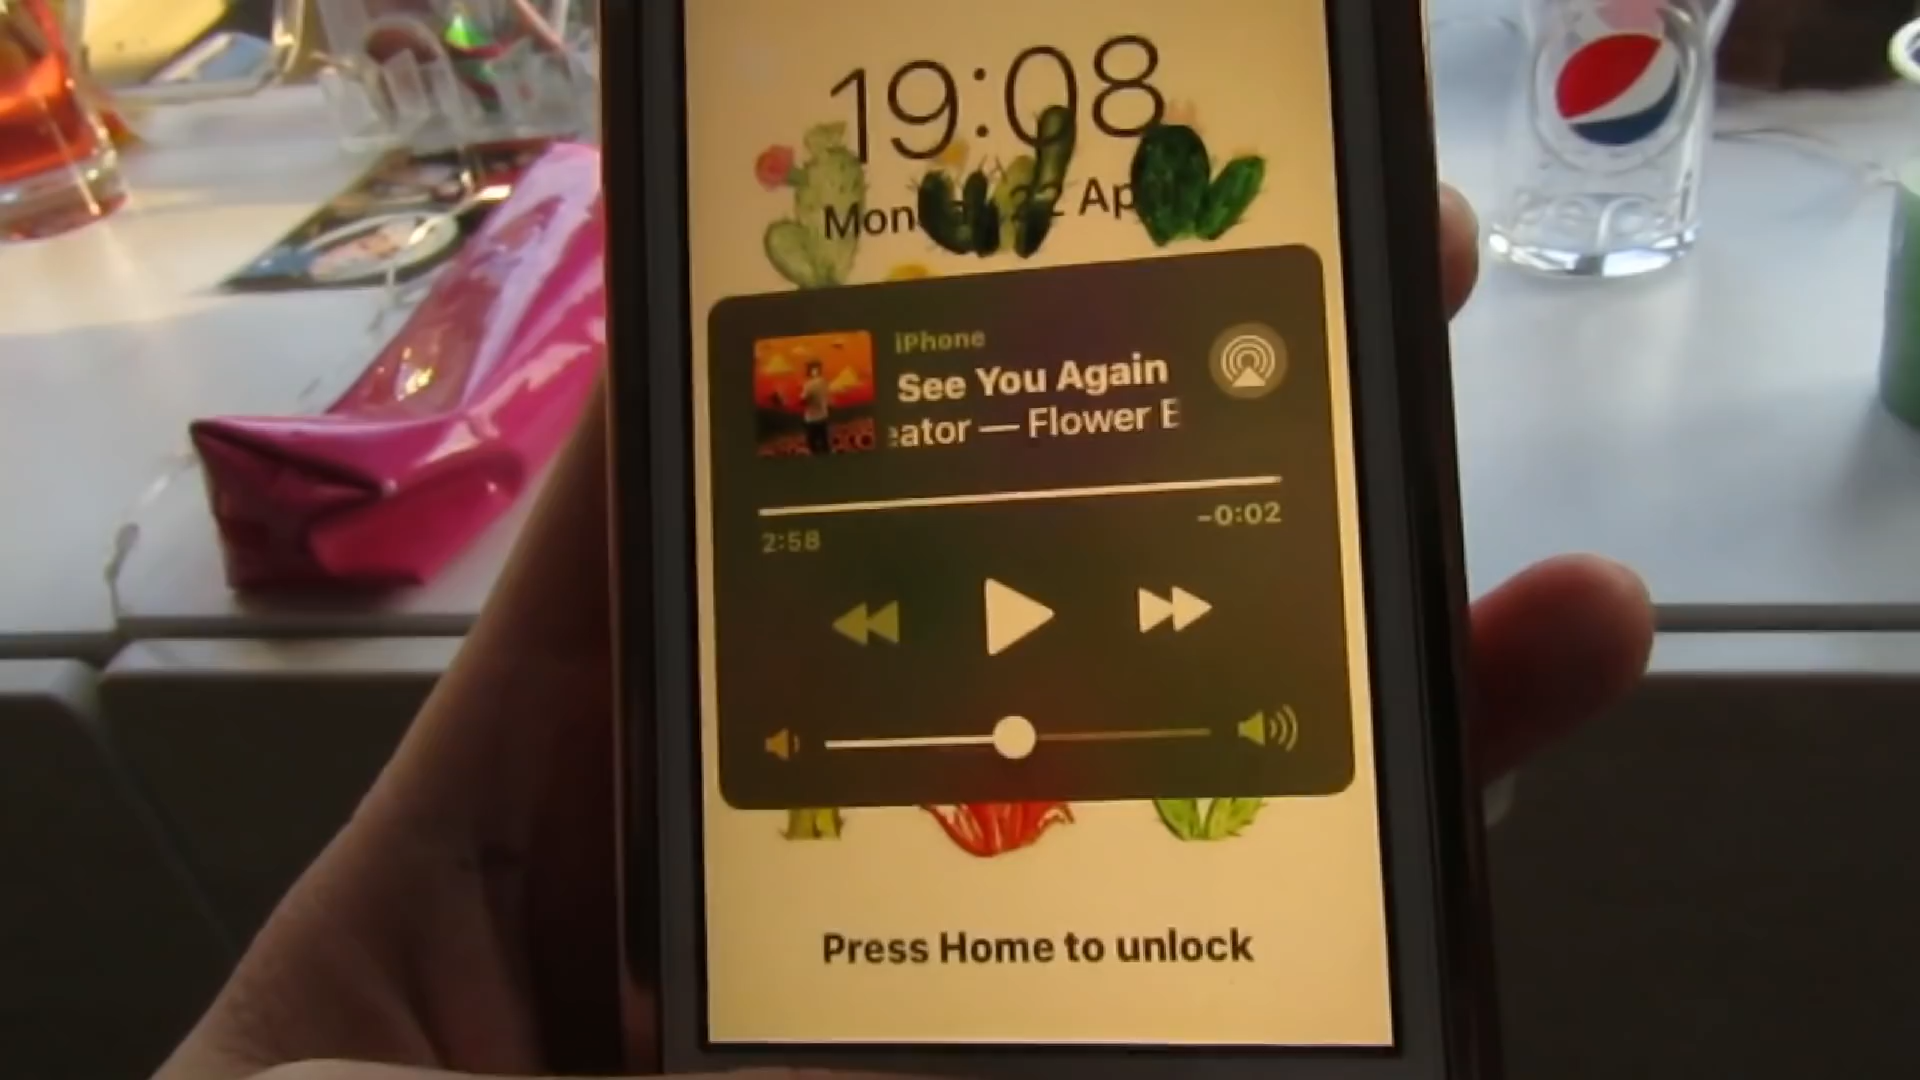 19:08
iPhone
See You Again
eator — Flower B
2:58
-0:02
Press Home to unlock